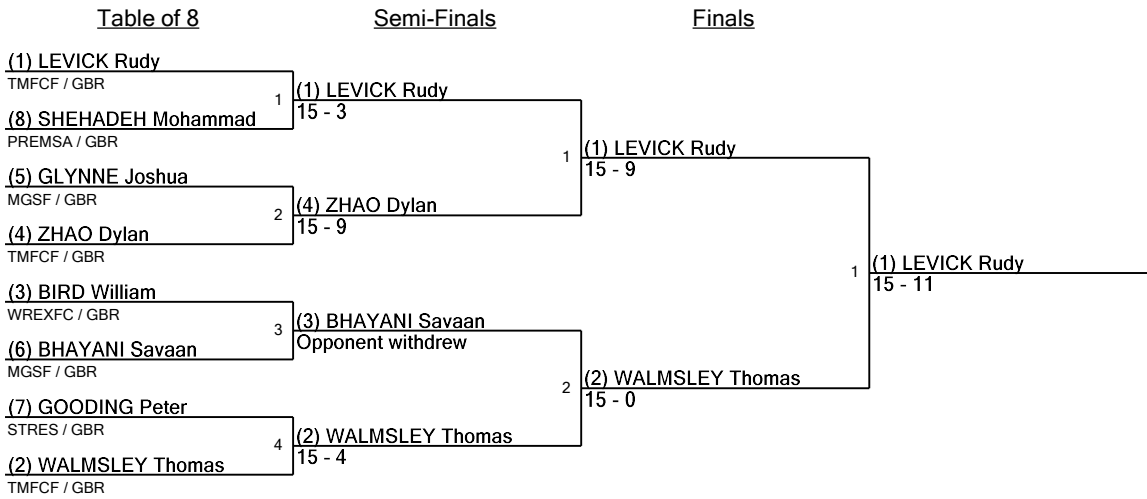 Table of 8
Semi-Finals
Finals
(1) LEVICK Rudy
TMFCF / GBR
1
(8) SHEHADEH Mohammad
PREMSA / GBR
(5) GLYNNE Joshua
MGSF / GBR
2
(4) ZHAO Dylan
TMFCF / GBR
(3) BIRD William
WREXFC / GBR
3
(6) BHAYANI Savaan
MGSF / GBR
(7) GOODING Peter
STRES / GBR
4
(2) WALMSLEY Thomas
TMFCF / GBR
(1) LEVICK Rudy
15 - 3
1
(4) ZHAO Dylan
15 - 9
(3) BHAYANI Savaan
Opponent withdrew
2
(2) WALMSLEY Thomas
15 - 4
(1) LEVICK Rudy
15 - 9
1
(2) WALMSLEY Thomas
15 - 0
(1) LEVICK Rudy
15 - 11